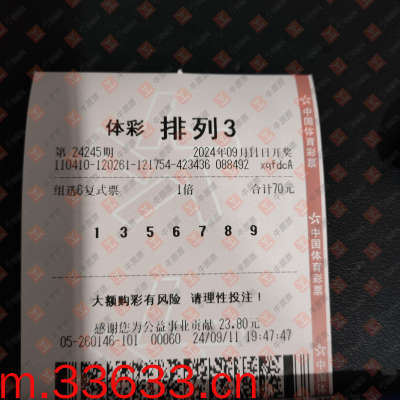 体彩 排列3
第 24245期 2024年09月11日开奖
110410-120261-121754-423436 088492 xqfdcA
组选6复式票 1倍 合计70元
1 3 5 6 7 8 9
大额购彩有风险 请理性投注！
感谢您为公益事业贡献 23.80元
05-260146-101 00060 24/09/11 19:47:47
中国体育彩票
中国体育彩票
m.33633.cn